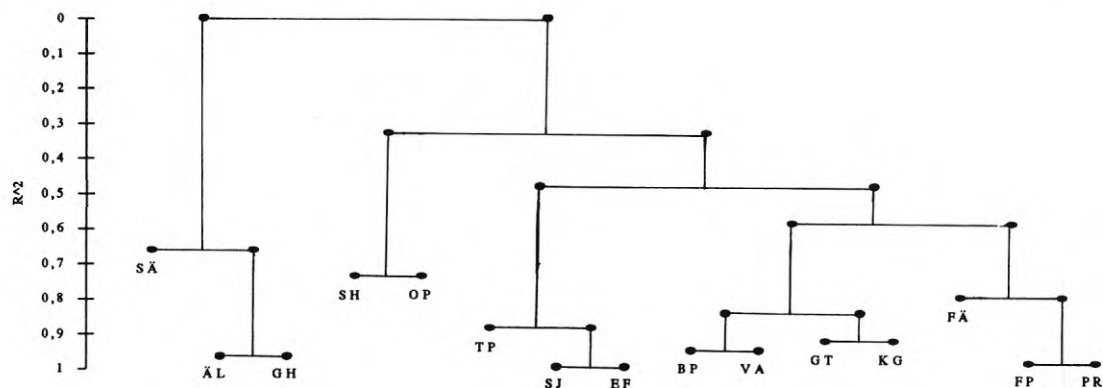 0
0,1
0,2
0,3
0,4
0,5
0,6
0,7
0,8
0,9
1
R^2
SÄ
ÄL GH
SH OP
TP
SJ EF
BP VA
GT KG
FÄ
FP PR